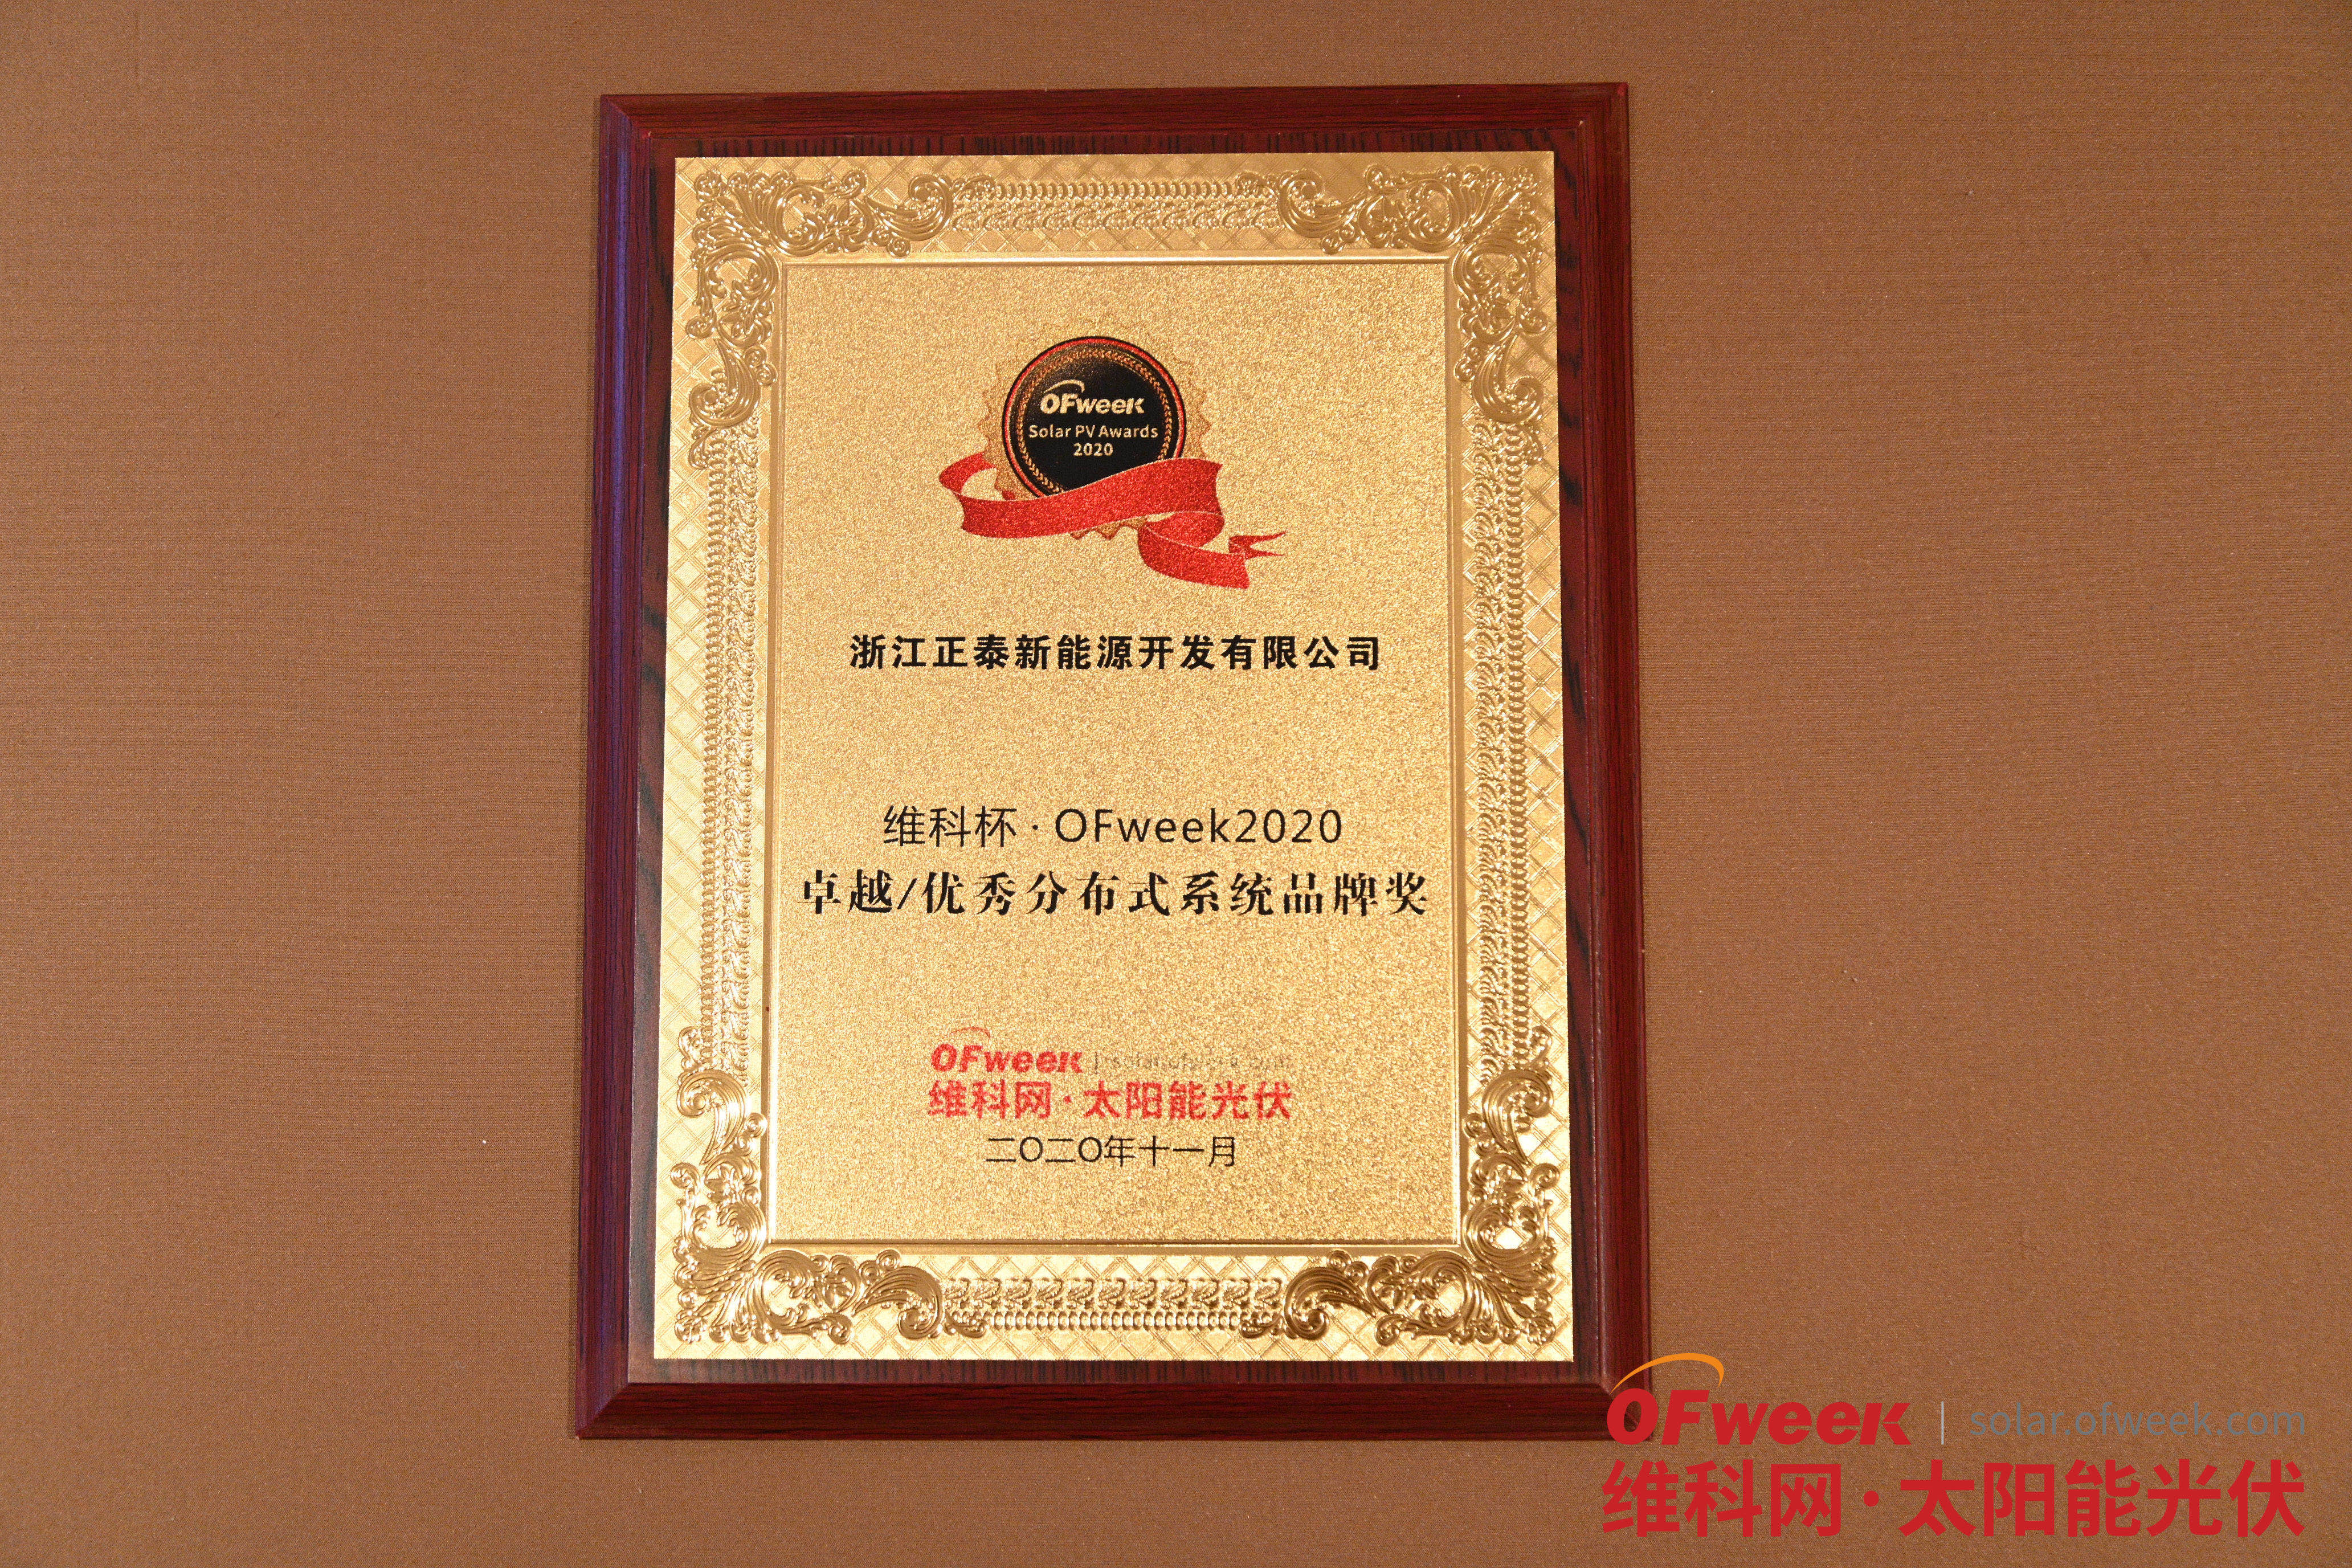 OFweek
Solar PV Awards
2020
浙江正泰新能源开发有限公司
维科杯·OFweek2020
卓越/优秀分布式系统品牌奖
OFweek | solar.ofweek.com
维科网·太阳能光伏
二〇二〇年十一月
OFweek | solar.ofweek.com
维科网·太阳能光伏